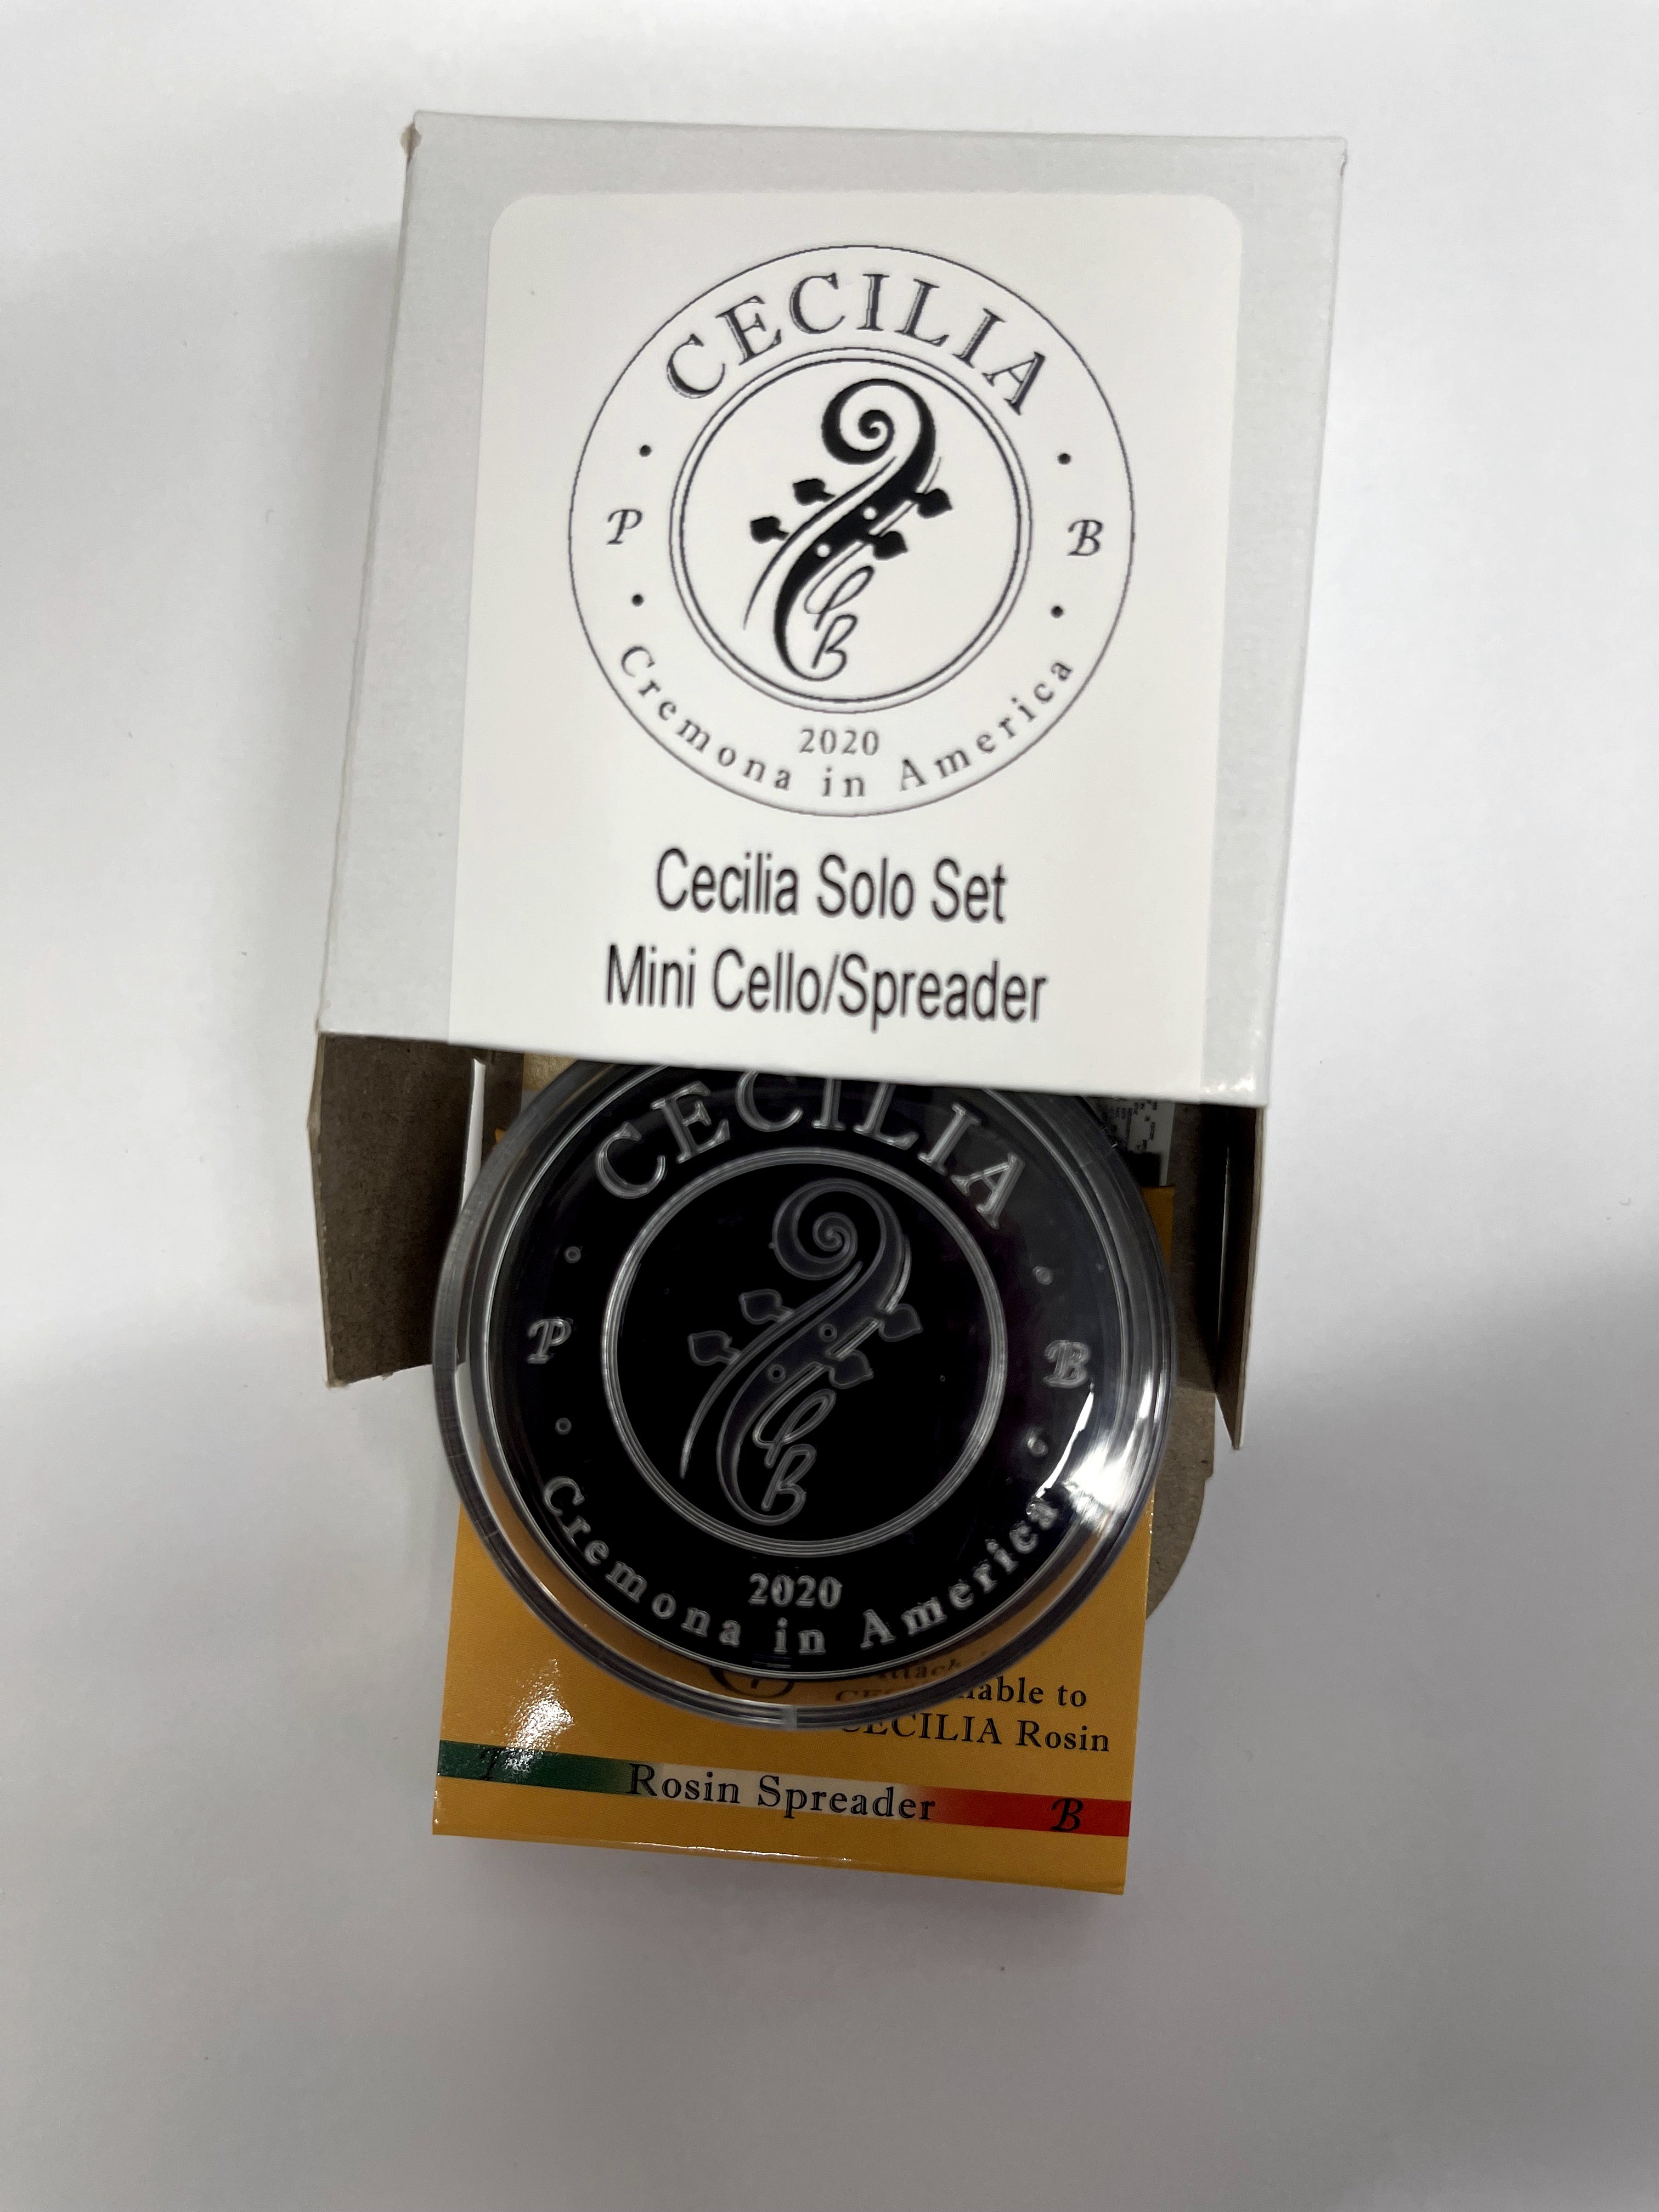 CECILIA
P
B
B
2020
Cremona in America
Cecilia Solo Set
Mini Cello/Spreader
CECILIA
P
B
B
2020
Cremona in America
to
CECILIA Rosin
Rosin Spreader
B